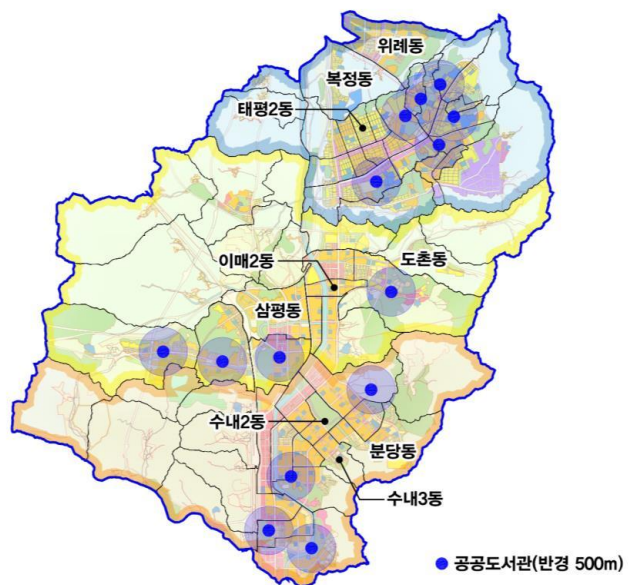 위례동
복정동
태평2동
이매2동
도촌동
삼평동
수내2동
분당동
수내3동
공공도서관(반경 500m)